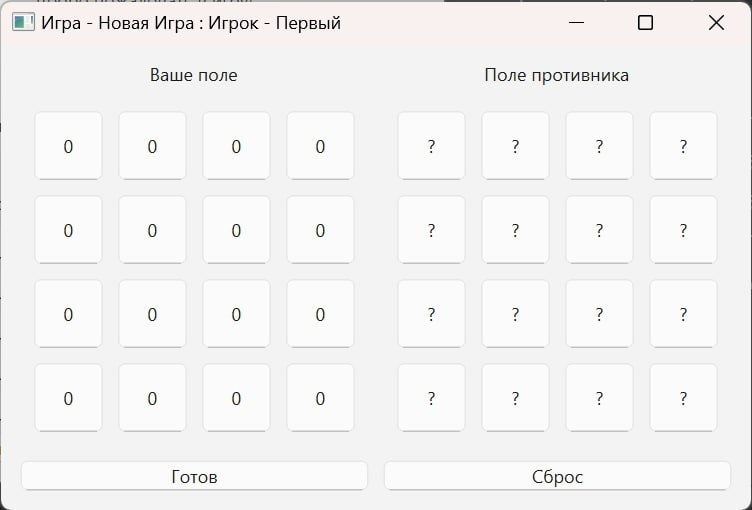 Игра - Новая Игра : Игрок - Первый
Ваше поле Поле противника
0 0 0 0 ? ? ? ?
0 0 0 0 ? ? ? ?
0 0 0 0 ? ? ? ?
0 0 0 0 ? ? ? ?
Готов Сброс